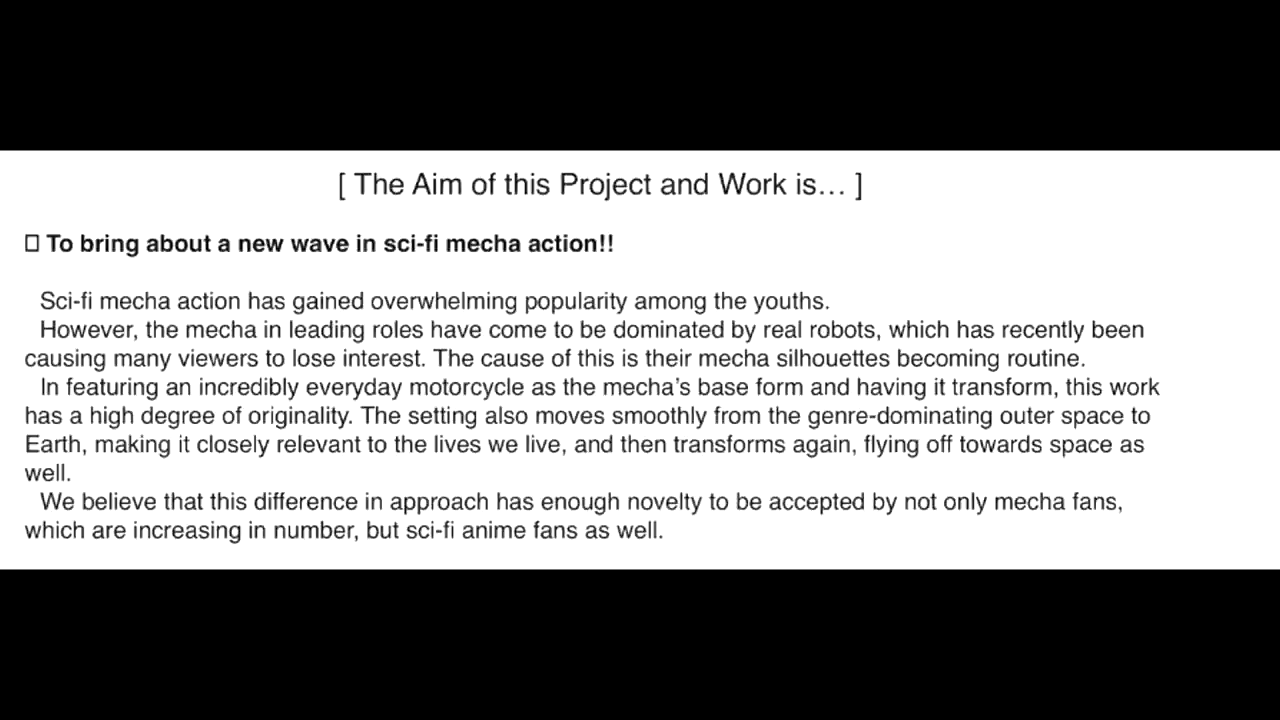 [ The Aim of this Project and Work is… ]
□ To bring about a new wave in sci-fi mecha action!!
Sci-fi mecha action has gained overwhelming popularity among the youths.
However, the mecha in leading roles have come to be dominated by real robots, which has recently been
causing many viewers to lose interest. The cause of this is their mecha silhouettes becoming routine.
In featuring an incredibly everyday motorcycle as the mecha’s base form and having it transform, this work
has a high degree of originality. The setting also moves smoothly from the genre-dominating outer space to
Earth, making it closely relevant to the lives we live, and then transforms again, flying off towards space as
well.
We believe that this difference in approach has enough novelty to be accepted by not only mecha fans,
which are increasing in number, but sci-fi anime fans as well.